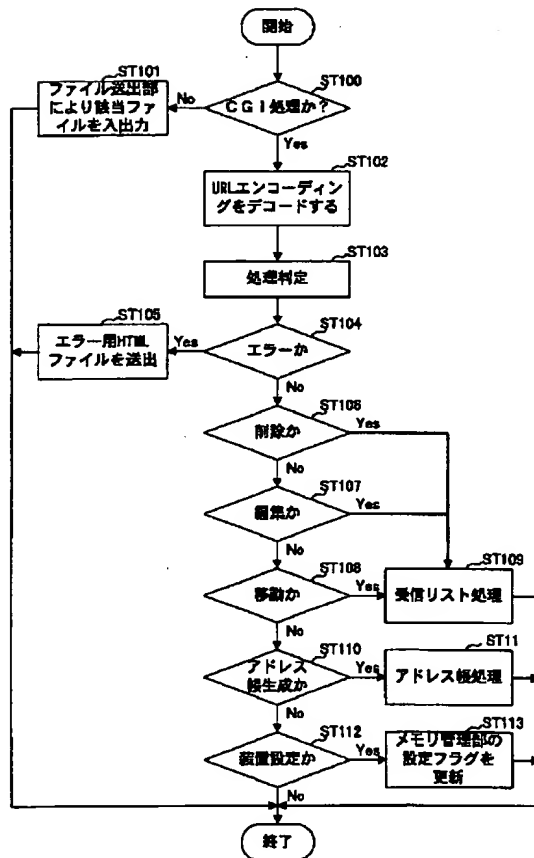 開始
ST100
CGI処理か?
No
Yes
ST101
ファイル送出部
により該当ファ
イルを入出力
ST102
URLエンコーディン
グをデコードする
ST103
処理判定
ST104
エラーか
Yes
No
ST105
エラー用HTML
ファイルを送出
ST106
削除か
Yes
No
ST107
編集か
Yes
No
ST108
移動か
Yes
No
ST109
受信リスト処理
ST110
アドレス
帳生成か
Yes
No
ST11
アドレス帳処理
ST112
装置設定か
Yes
No
ST113
メモリ管理部の
設定フラグを
更新
終了